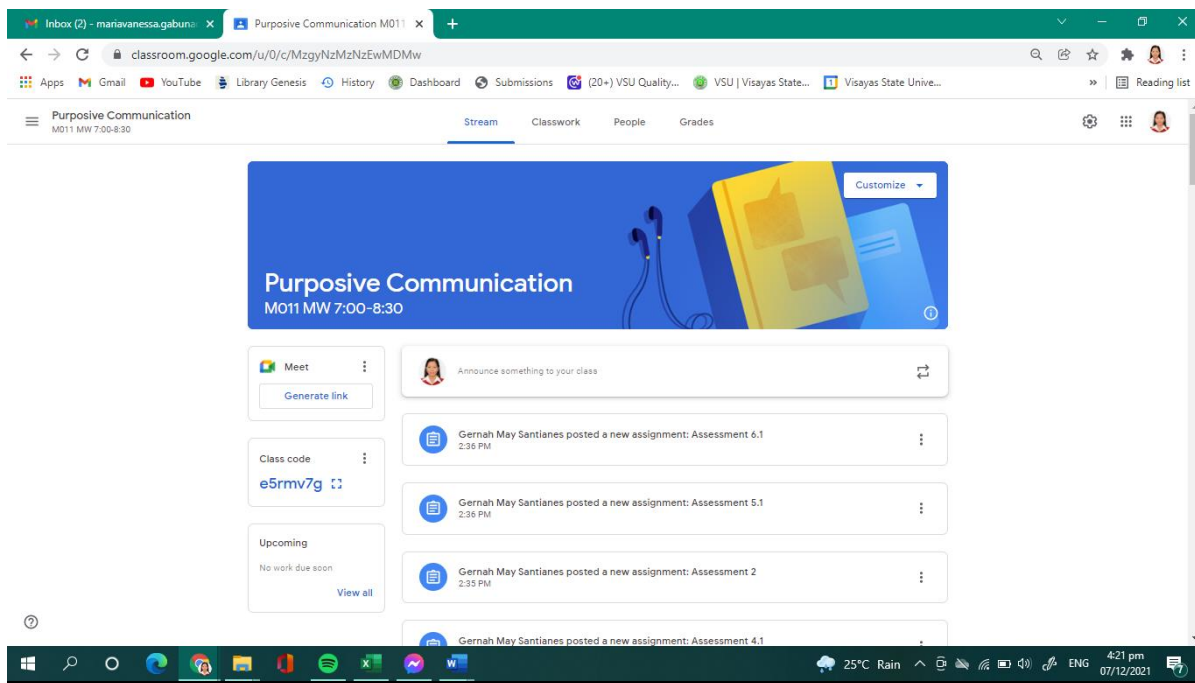 Inbox (2) - mariavanessa.gabuna
Purposive Communication M011
classroom.google.com/u/0/c/MzgyNzMzNzEwMDMw
Apps
Gmail
YouTube
Library Genesis
History
Dashboard
Submissions
(20+) VSU Quality...
VSU | Visayas State...
Visayas State Unive...
»
Reading list
Purposive Communication
M011 MW 7:00-8:30
Stream
Classwork
People
Grades
Customize
Purposive Communication
M011 MW 7:00-8:30
Meet
Generate link
Announce something to your class
Class code
e5rmv7g
Gernah May Santianes posted a new assignment: Assessment 6.1
2:36 PM
Gernah May Santianes posted a new assignment: Assessment 5.1
2:36 PM
Upcoming
No work due soon
View all
Gernah May Santianes posted a new assignment: Assessment 2
2:35 PM
Gernah May Santianes posted a new assignment: Assessment 4.1
25°C Rain
ENG
4:21 pm
07/12/2021
7